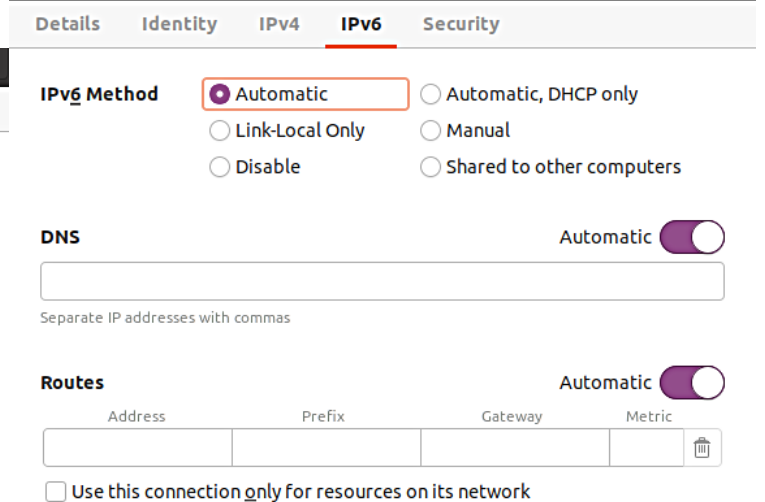 Details Identity IPv4 IPv6 Security
IPv6 Method Automatic Automatic, DHCP only
Link-Local Only Manual
Disable Shared to other computers
DNS Automatic
Separate IP addresses with commas
Routes Automatic
Address Prefix Gateway Metric
Use this connection only for resources on its network